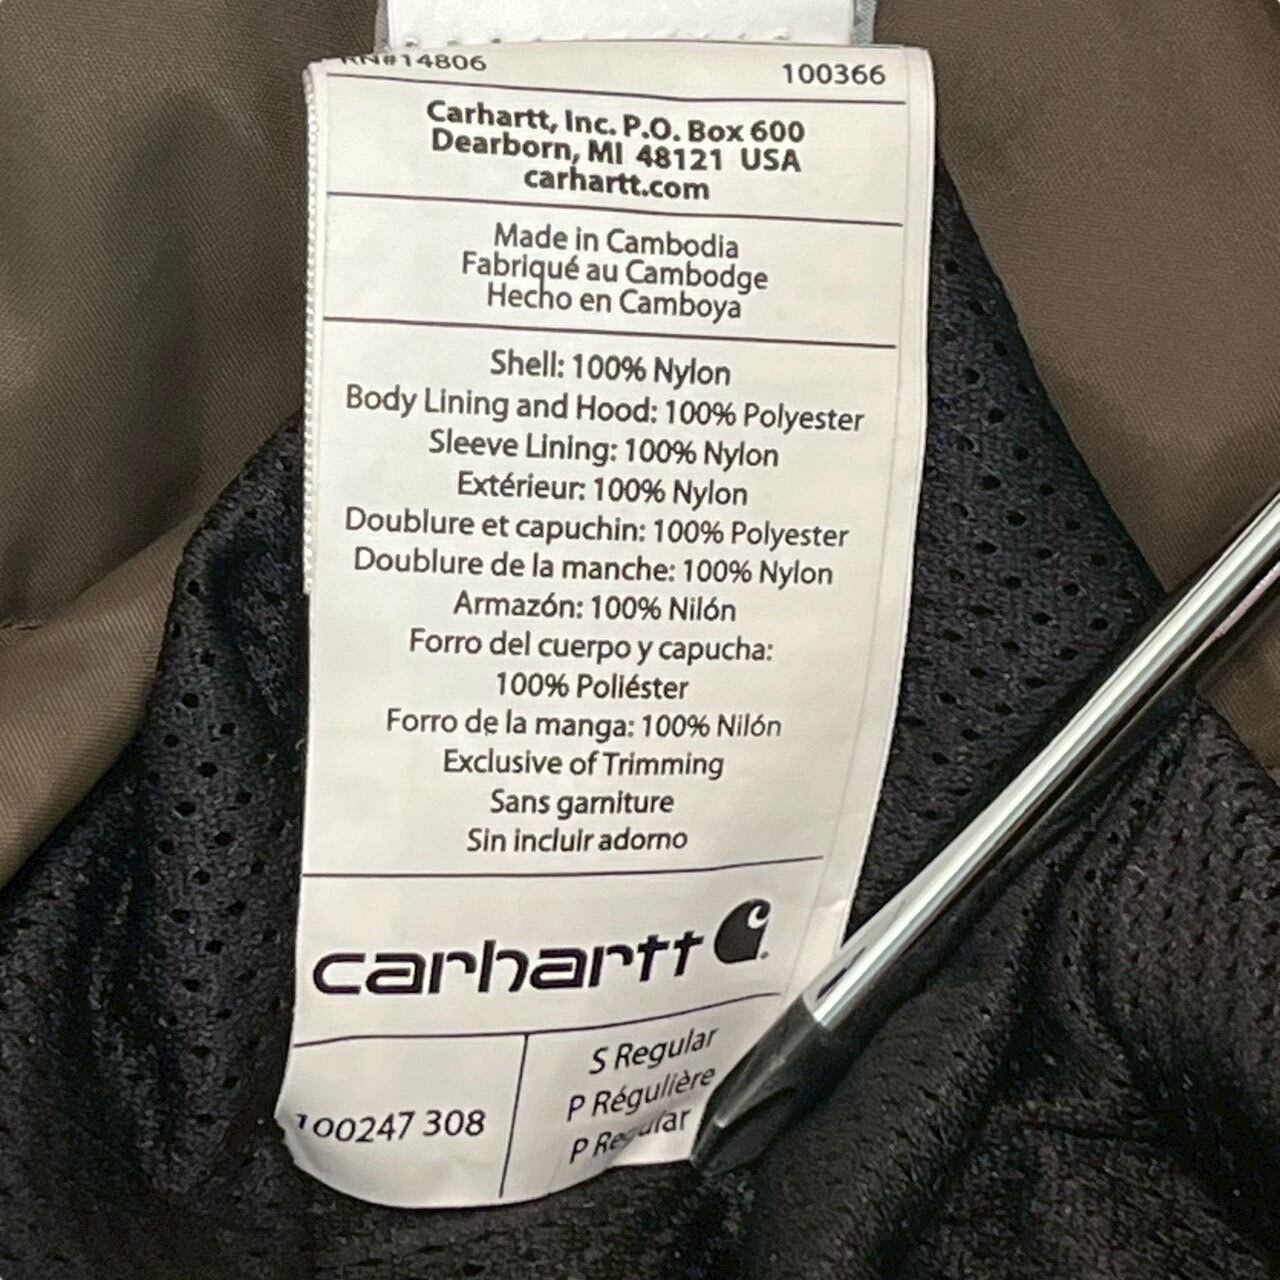 RN#14806 100366
Carhartt, Inc. P.O. Box 600
Dearborn, MI 48121 USA
carhartt.com
Made in Cambodia
Fabriqué au Cambodge
Hecho en Camboya
Shell: 100% Nylon
Body Lining and Hood: 100% Polyester
Sleeve Lining: 100% Nylon
Extérieur: 100% Nylon
Doublure et capuchin: 100% Polyester
Doublure de la manche: 100% Nylon
Armazón: 100% Nilón
Forro del cuerpo y capucha:
100% Poliéster
Forro de la manga: 100% Nilón
Exclusive of Trimming
Sans garniture
Sin incluir adorno
carhartt
100247 308
S Regular
P Régulière
P Regular